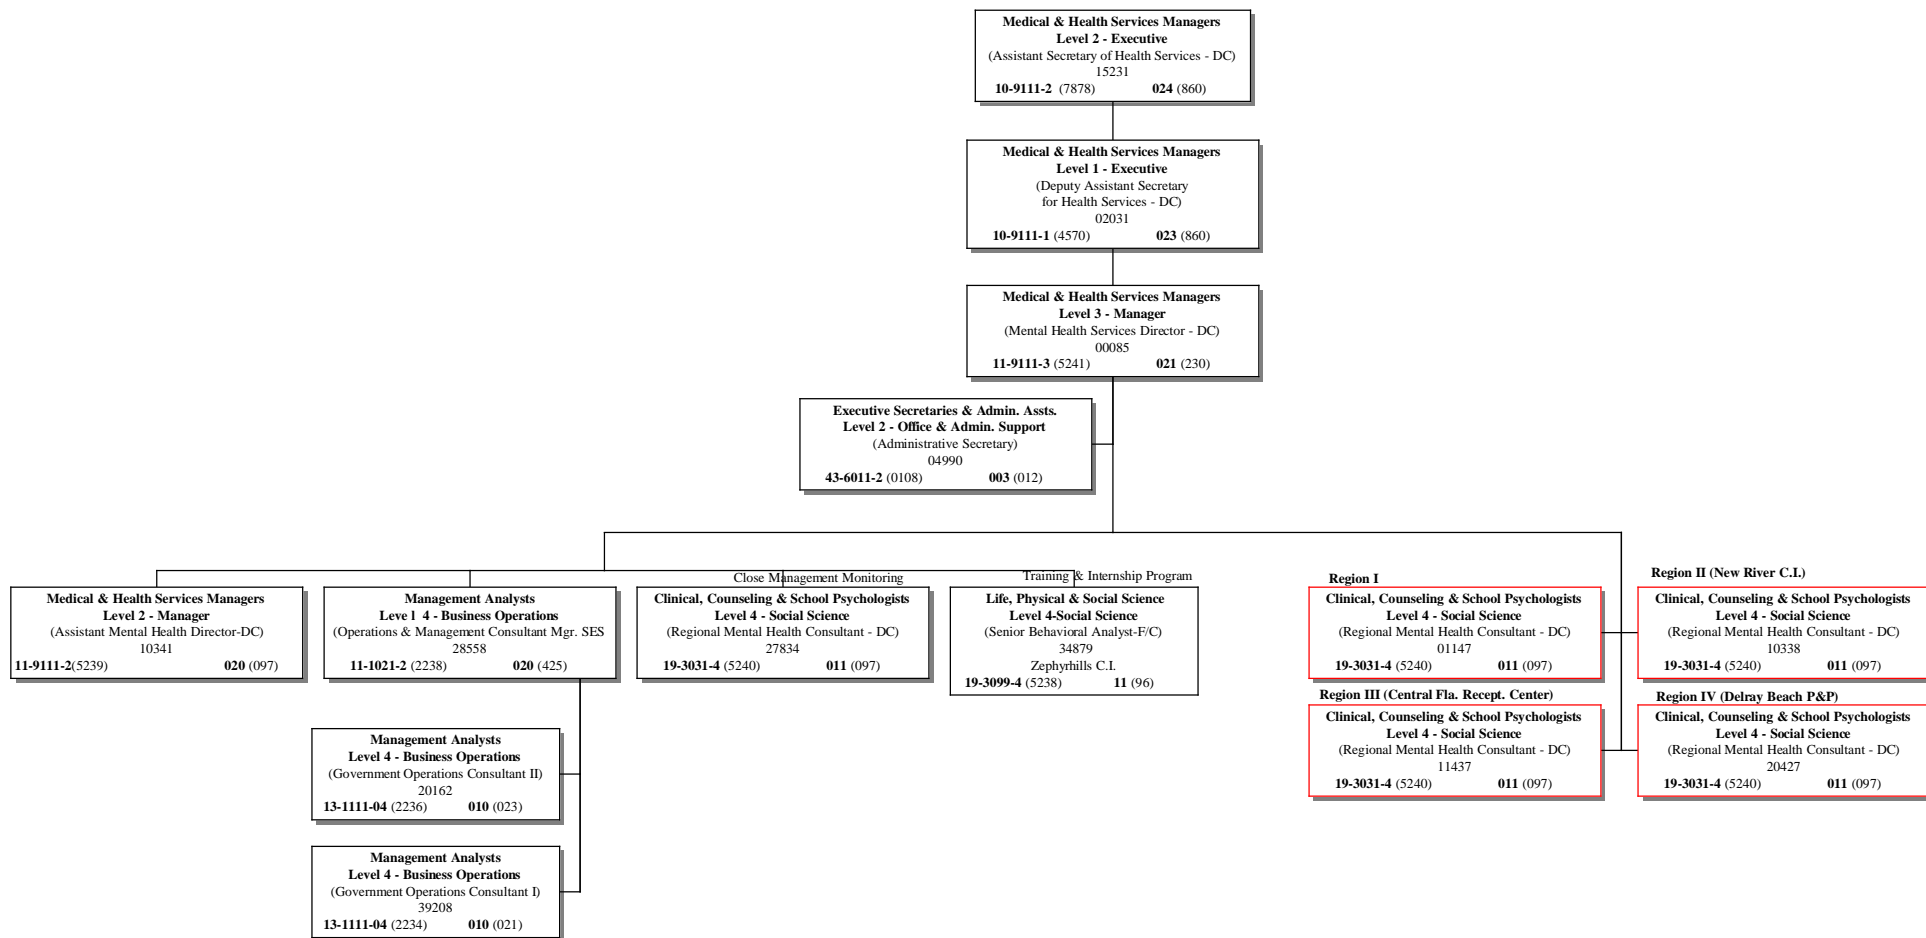 Medical & Health Services Managers
Level 2 - Executive
(Assistant Secretary of Health Services - DC)
15231
10-9111-2 (7878) 024 (860)
Medical & Health Services Managers
Level 1 - Executive
(Deputy Assistant Secretary
for Health Services - DC)
02031
10-9111-1 (4570) 023 (860)
Medical & Health Services Managers
Level 3 - Manager
(Mental Health Services Director - DC)
00085
11-9111-3 (5241) 021 (230)
Executive Secretaries & Admin. Assts.
Level 2 - Office & Admin. Support
(Administrative Secretary)
04990
43-6011-2 (0108) 003 (012)
Medical & Health Services Managers
Level 2 - Manager
(Assistant Mental Health Director-DC)
10341
11-9111-2(5239) 020 (097)
Management Analysts
Leve l 4 - Business Operations
(Operations & Management Consultant Mgr. SES
28558
11-1021-2 (2238) 020 (425)
Close Management Monitoring
Clinical, Counseling & School Psychologists
Level 4 - Social Science
(Regional Mental Health Consultant - DC)
27834
19-3031-4 (5240) 011 (097)
Training & Internship Program
Life, Physical & Social Science
Level 4-Social Science
(Senior Behavioral Analyst-F/C)
34879
Zephyrhills C.I.
19-3099-4 (5238) 11 (96)
Region I
Clinical, Counseling & School Psychologists
Level 4 - Social Science
(Regional Mental Health Consultant - DC)
01147
19-3031-4 (5240) 011 (097)
Region II (New River C.I.)
Clinical, Counseling & School Psychologists
Level 4 - Social Science
(Regional Mental Health Consultant - DC)
10338
19-3031-4 (5240) 011 (097)
Region III (Central Fla. Recept. Center)
Clinical, Counseling & School Psychologists
Level 4 - Social Science
(Regional Mental Health Consultant - DC)
11437
19-3031-4 (5240) 011 (097)
Region IV (Delray Beach P&P)
Clinical, Counseling & School Psychologists
Level 4 - Social Science
(Regional Mental Health Consultant - DC)
20427
19-3031-4 (5240) 011 (097)
Management Analysts
Level 4 - Business Operations
(Government Operations Consultant II)
20162
13-1111-04 (2236) 010 (023)
Management Analysts
Level 4 - Business Operations
(Government Operations Consultant I)
39208
13-1111-04 (2234) 010 (021)